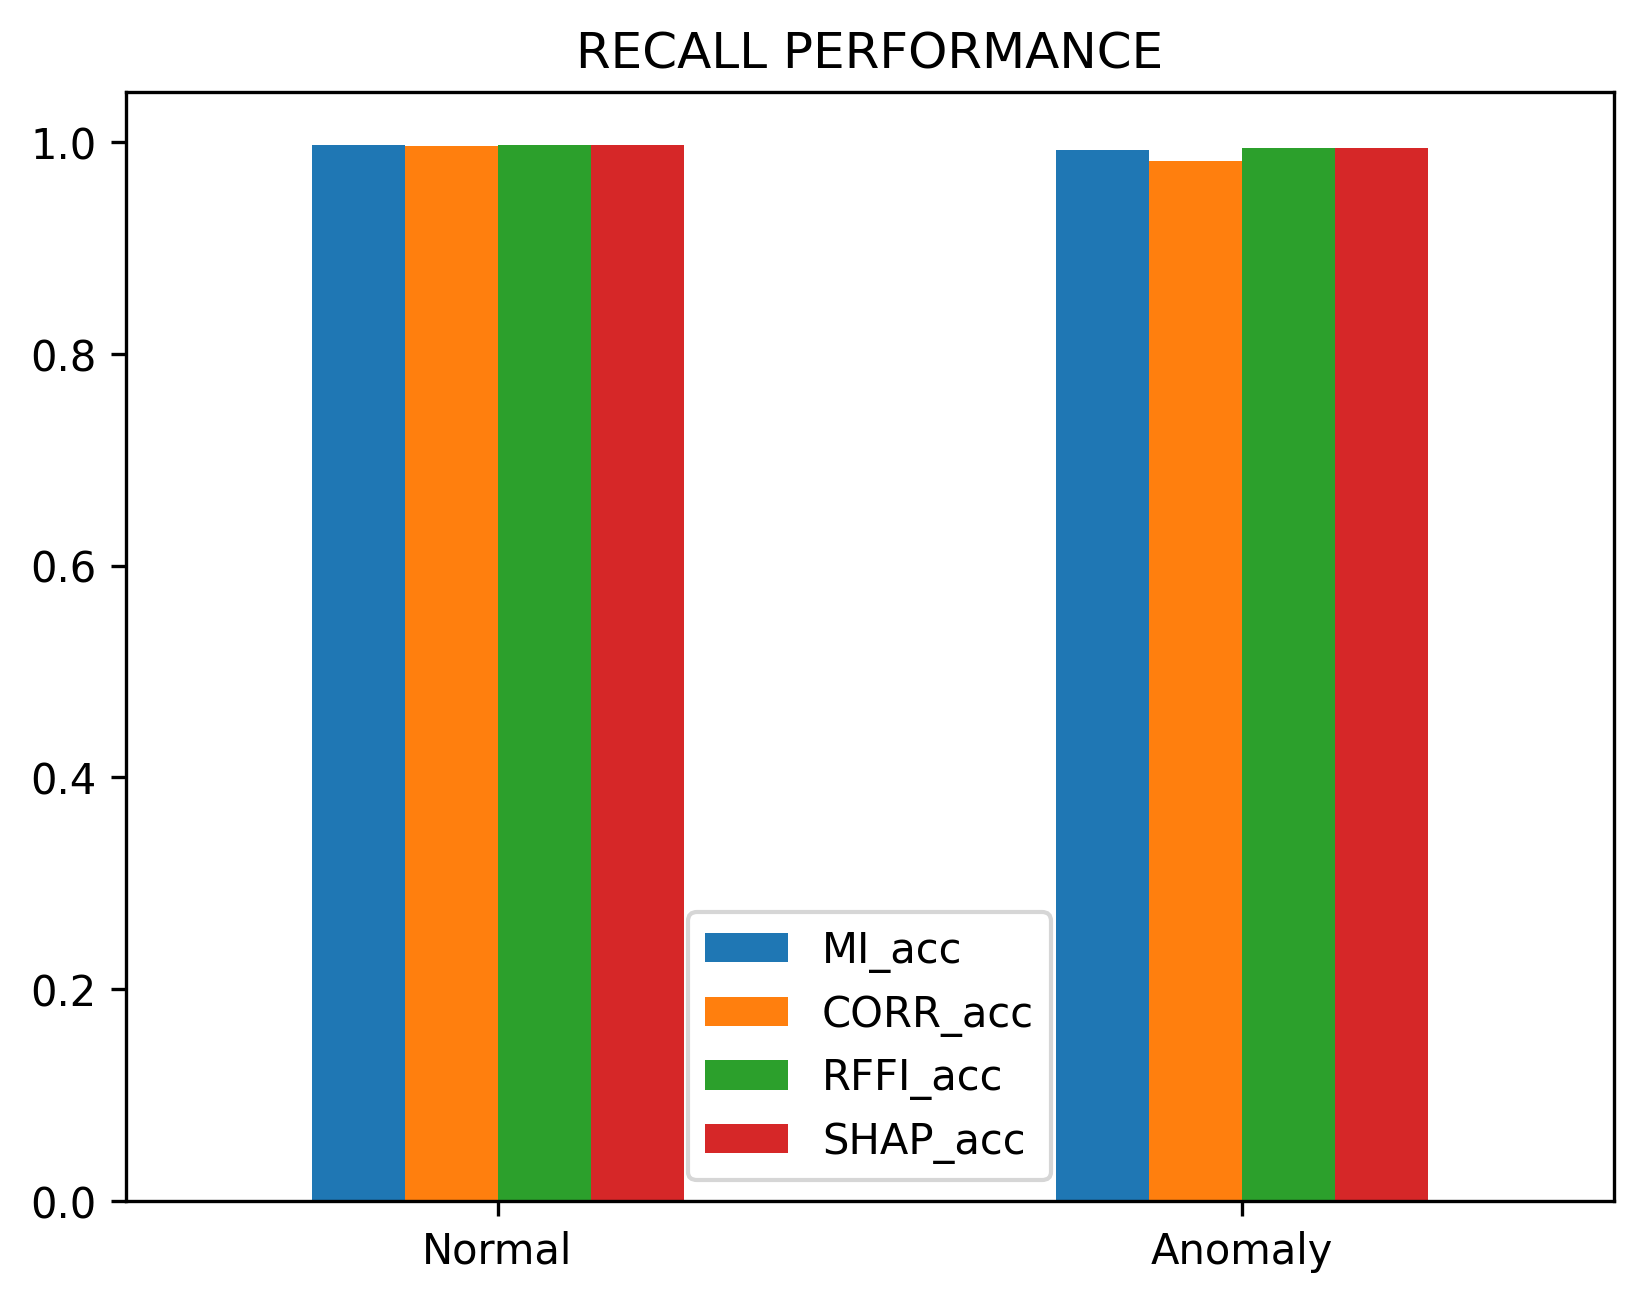 RECALL PERFORMANCE
1.0
0.8
0.6
0.4
0.2
0.0
MI_acc
CORR_acc
RFFI_acc
SHAP_acc
Normal
Anomaly